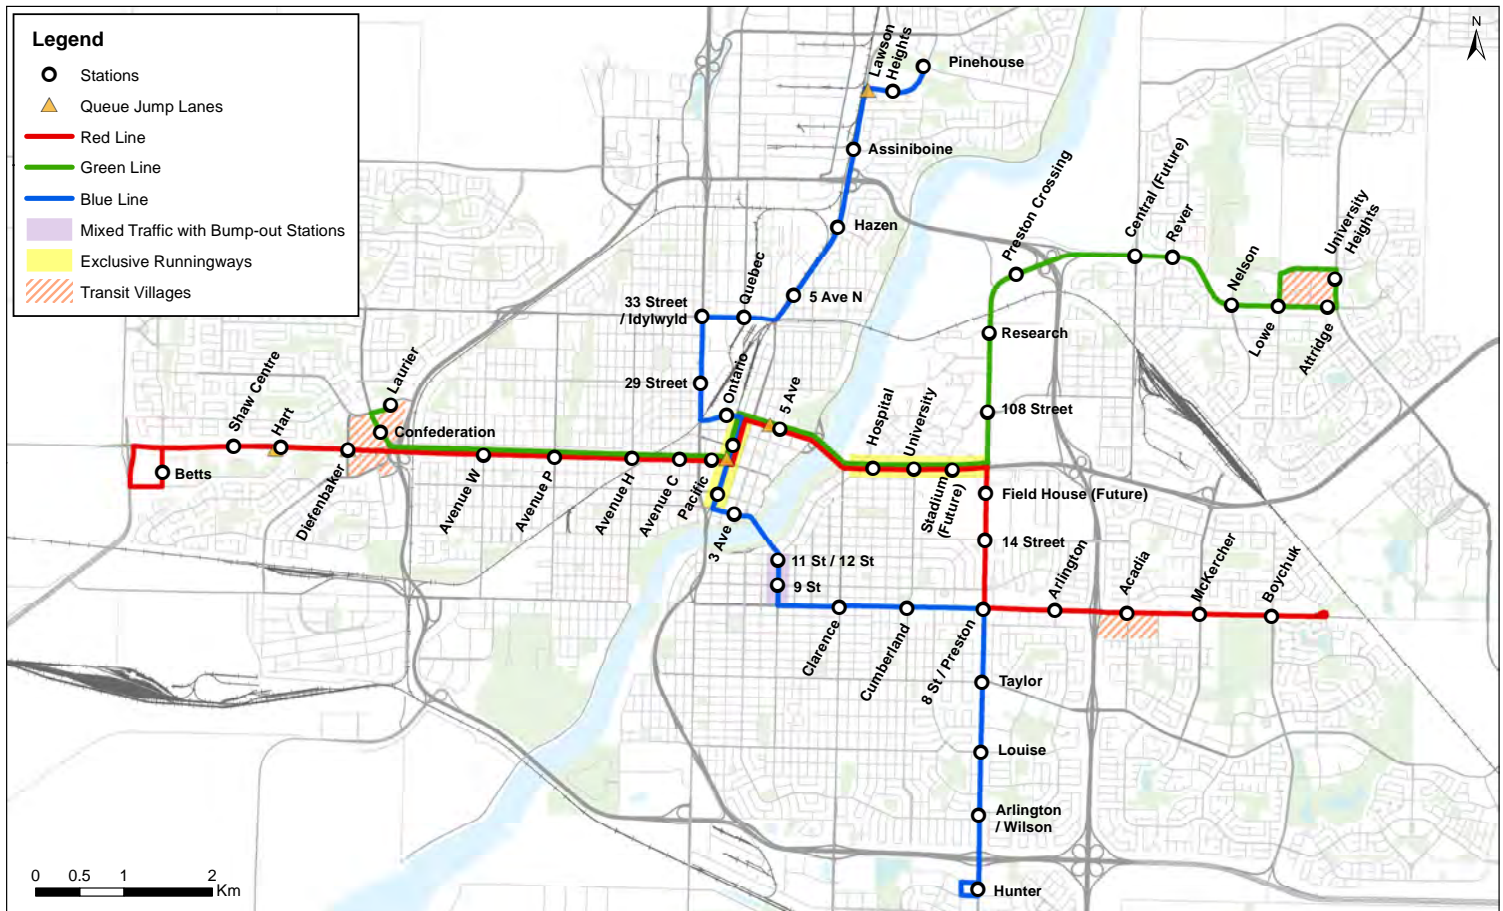 Legend
Stations
Queue Jump Lanes
Red Line
Green Line
Blue Line
Mixed Traffic with Bump-out Stations
Exclusive Runningways
Transit Villages
N
Lawson
Heights
Pinehouse
Assiniboine
Hazen
Quebec
5 Ave N
33 Street
/ Idylwyld
29 Street
Ontario
5 Ave
Preston Crossing
Central (Future)
Rever
Nelson
University
Heights
Lowe
Attridge
Research
108 Street
Hospital
University
Stadium
(Future)
Field House (Future)
14 Street
Shaw Centre
Hart
Laurier
Confederation
Betts
Diefenbaker
Avenue W
Avenue P
Avenue H
Avenue C
Pacific
3 Ave
11 St / 12 St
9 St
Clarence
Cumberland
8 St / Preston
Arlington
Acadia
McKercher
Boychuk
Taylor
Louise
Arlington
/ Wilson
Hunter
0 0.5 1 2
Km